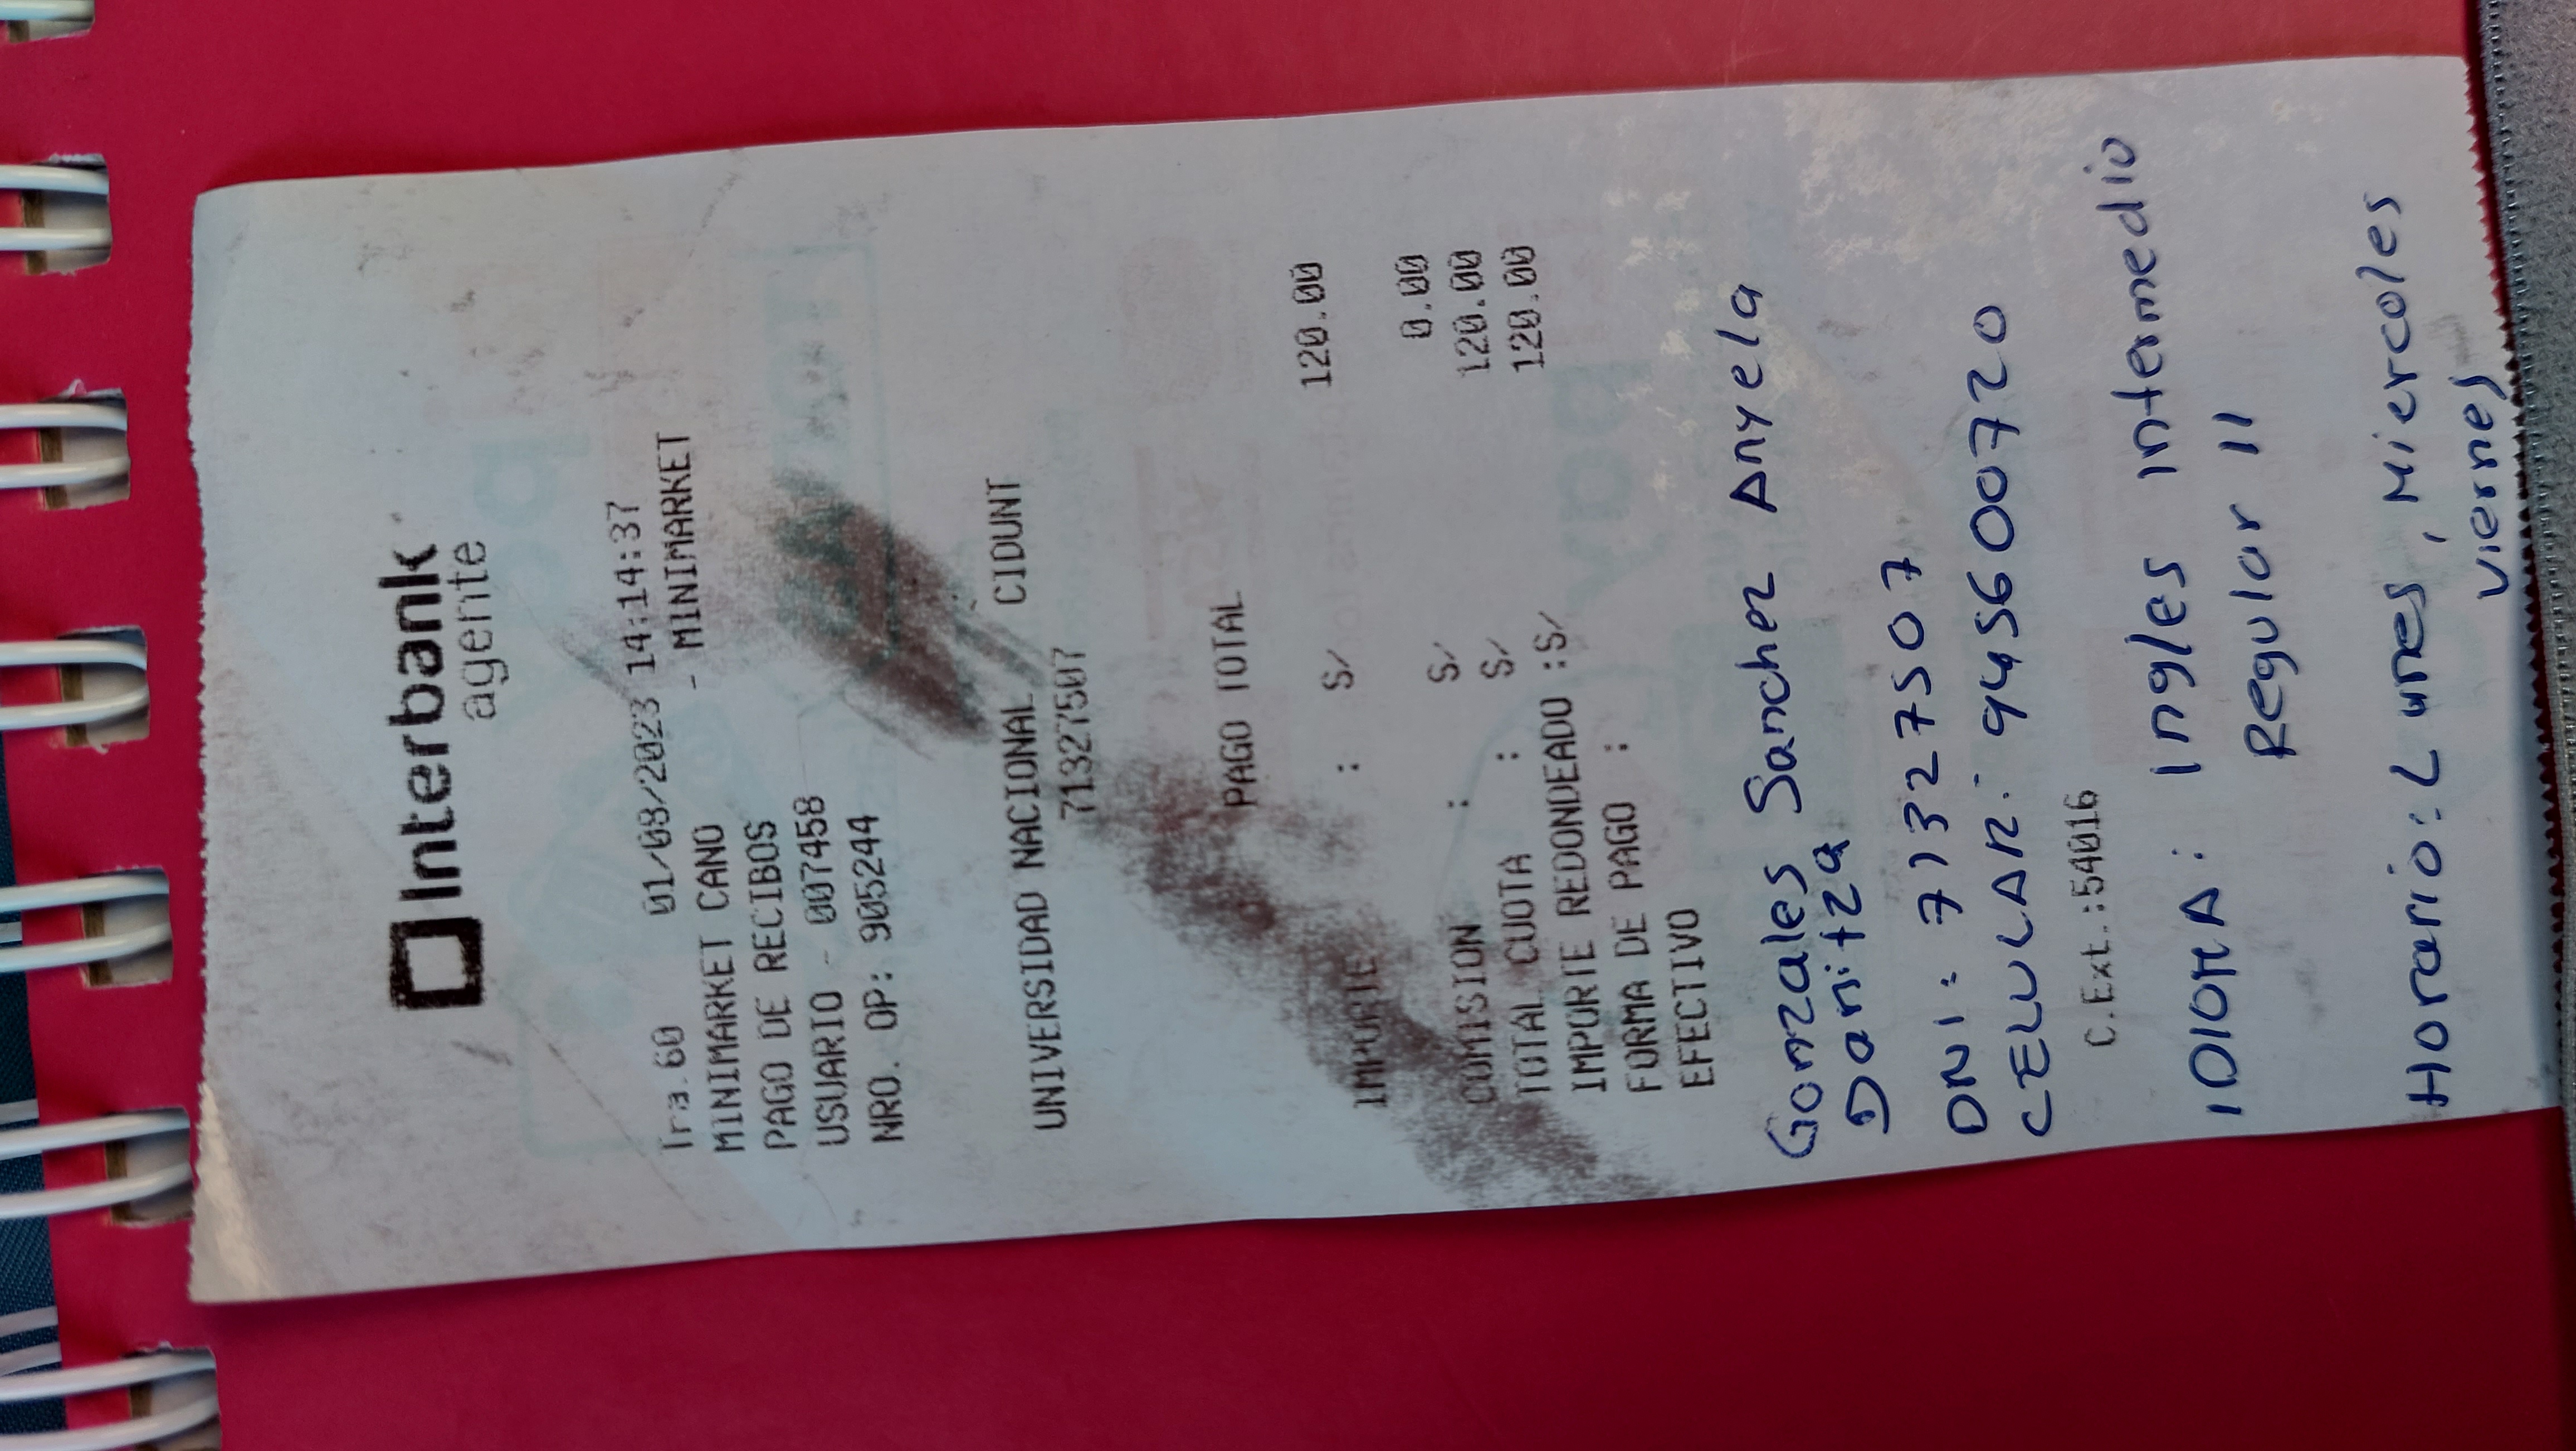 Interbank
agente
Tra.60 01/08/2023 14:14:37
MINIMARKET CANO - MINIMARKET
PAGO DE RECIBOS
USUARIO - 007458
NRO. OP: 905244
UNIVERSIDAD NACIONAL CIDUNT
71327507
PAGO TOTAL
IMPORTE : S/ 120.00
COMISION : S/ 0.00
TOTAL CUOTA : S/ 120.00
IMPORTE REDONDEADO :S/ 120.00
FORMA DE PAGO :
EFECTIVO
Gonzales Sanchez Anyela
Danitza
DNI: 71327507
CELULAR: 945600720
C.Ext.:54016
IDIOMA: Ingles Intermedio
Regular II
Horario: Lunes, Miercoles
viernes